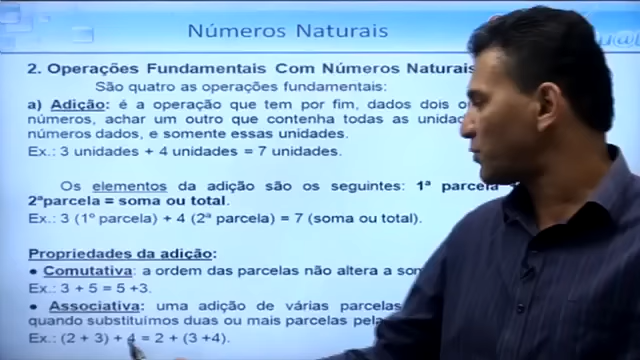 Números Naturais
2. Operações Fundamentais Com Números Naturais
São quatro as operações fundamentais:
a) Adição: é a operação que tem por fim, dados dois
números, achar um outro que contenha todas as
números dados, e somente essas unidades.
Ex.: 3 unidades + 4 unidades = 7 unidades.
Os elementos da adição são os seguintes: 1ª parcela
2ªparcela = soma ou total.
Ex.: 3 (1º parcela) + 4 (2ª parcela) = 7 (soma ou total).
Propriedades da adição:
● Comutativa: a ordem das parcelas não altera a
Ex.: 3 + 5 = 5 +3.
● Associativa: uma adição de várias parcelas
quando substituímos duas ou mais parcelas
Ex.: (2 + 3) + 4 = 2 + (3 +4).